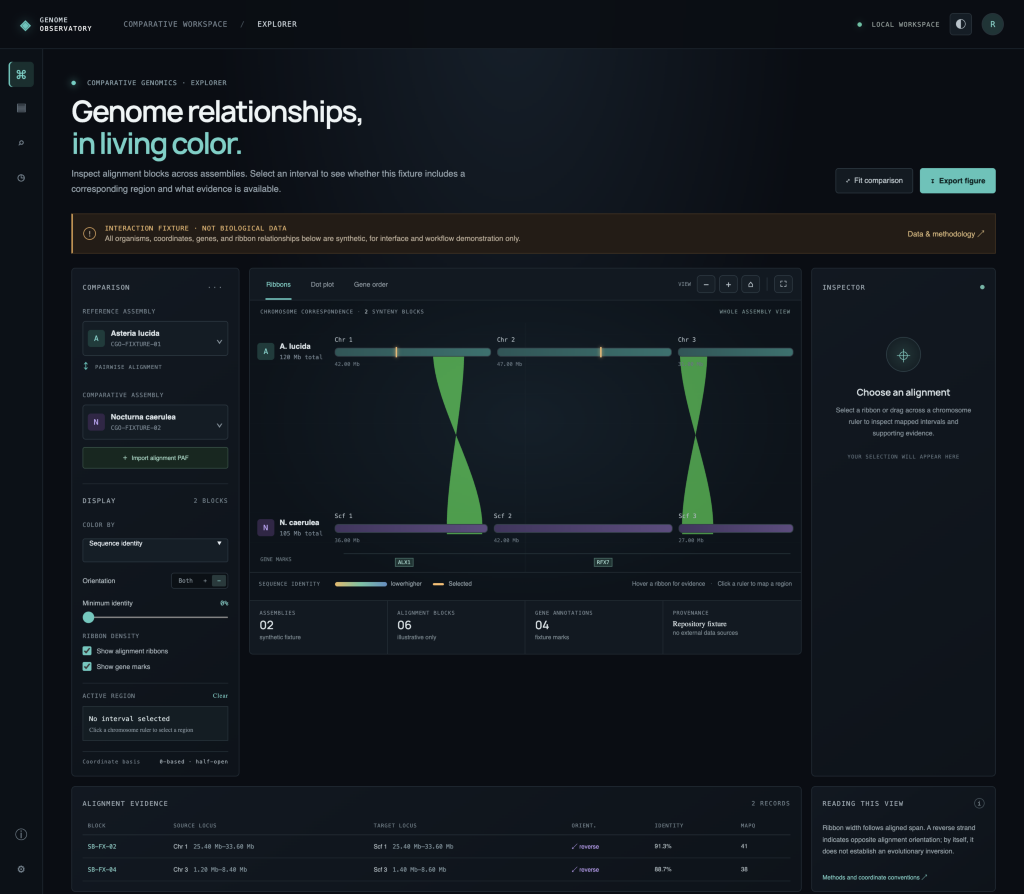 GENOME
OBSERVATORY
COMPARATIVE WORKSPACE / EXPLORER
LOCAL WORKSPACE
R
COMPARATIVE GENOMICS · EXPLORER
Genome relationships,
in living color.
Inspect alignment blocks across assemblies. Select an interval to see whether this fixture includes a
corresponding region and what evidence is available.
Fit comparison
Export figure
INTERACTION FIXTURE · NOT BIOLOGICAL DATA
All organisms, coordinates, genes, and ribbon relationships below are synthetic, for interface and workflow demonstration only.
Data & methodology ↗
COMPARISON ...
REFERENCE ASSEMBLY
A
Asteria lucida
CGO-FIXTURE-01
↕ PAIRWISE ALIGNMENT
COMPARATIVE ASSEMBLY
N
Nocturna caerulea
CGO-FIXTURE-02
+ Import alignment PAF
DISPLAY 2 BLOCKS
COLOR BY
Sequence identity ▼
Orientation Both + −
Minimum identity 0%
RIBBON DENSITY
Show alignment ribbons
Show gene marks
ACTIVE REGION Clear
No interval selected
Click a chromosome ruler to select a region
Coordinate basis 0-based · half-open
Ribbons Dot plot Gene order
VIEW − +
CHROMOSOME CORRESPONDENCE · 2 SYNTENY BLOCKS WHOLE ASSEMBLY VIEW
Chr 1 Chr 2 Chr 3
A
A. lucida
120 Mb total
42.00 Mb 47.00 Mb
Scf 1 Scf 2 Scf 3
N
N. caerulea
105 Mb total
36.00 Mb 42.00 Mb 27.00 Mb
GENE MARKS ALX1 RFX7
SEQUENCE IDENTITY lowerhigher Selected Hover a ribbon for evidence · Click a ruler to map a region
ASSEMBLIES
02
synthetic fixture
ALIGNMENT BLOCKS
06
illustrative only
GENE ANNOTATIONS
04
fixture marks
PROVENANCE
Repository fixture
no external data sources
INSPECTOR
Choose an alignment
Select a ribbon or drag across a chromosome
ruler to inspect mapped intervals and
supporting evidence.
YOUR SELECTION WILL APPEAR HERE
ALIGNMENT EVIDENCE 2 RECORDS
BLOCK SOURCE LOCUS TARGET LOCUS ORIENT. IDENTITY MAPQ
SB-FX-02 Chr 1 25.40 Mb–33.60 Mb Scf 1 25.40 Mb–33.60 Mb ↙ reverse 91.3% 41
SB-FX-04 Chr 3 1.20 Mb–8.40 Mb Scf 3 1.40 Mb–8.60 Mb ↙ reverse 88.7% 38
READING THIS VIEW i
Ribbon width follows aligned span. A reverse strand
indicates opposite alignment orientation; by itself, it
does not establish an evolutionary inversion.
Methods and coordinate conventions ↗